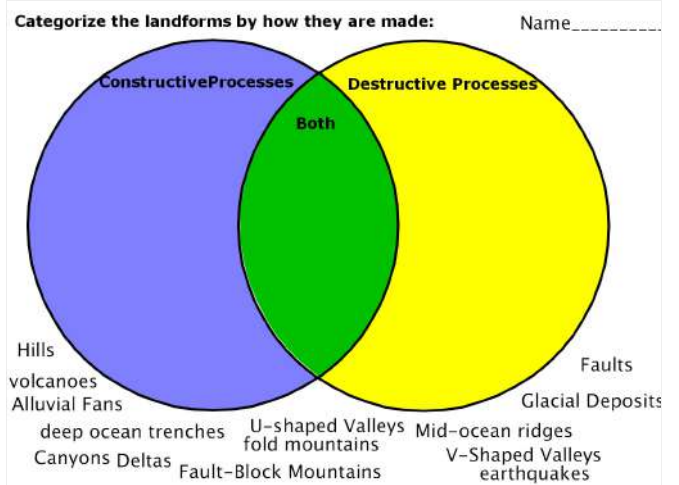 Categorize the landforms by how they are made:
Name__________
ConstructiveProcesses
Destructive Processes
Both
Hills
Faults
volcanoes
Alluvial Fans
Glacial Deposits
deep ocean trenches
U-shaped Valleys
Mid-ocean ridges
fold mountains
Canyons
Deltas
V-Shaped Valleys
Fault-Block Mountains
earthquakes